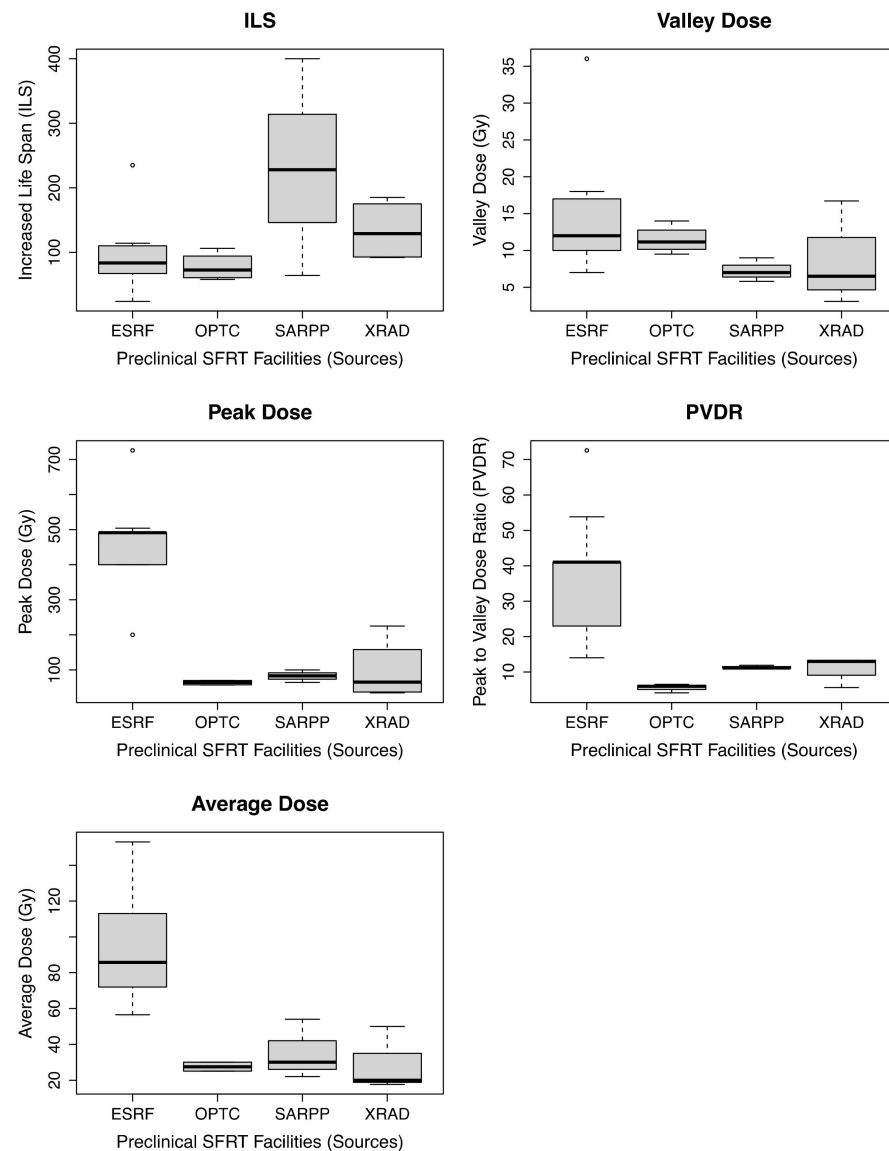 ILS
Increased Life Span (ILS)
400
300
200
100
ESRF OPTC SARPP XRAD
Preclinical SFRT Facilities (Sources)
Valley Dose
Valley Dose (Gy)
35
30
25
20
15
10
5
ESRF OPTC SARPP XRAD
Preclinical SFRT Facilities (Sources)
Peak Dose
Peak Dose (Gy)
700
500
300
100
ESRF OPTC SARPP XRAD
Preclinical SFRT Facilities (Sources)
PVDR
Peak to Valley Dose Ratio (PVDR)
70
60
50
40
30
20
10
ESRF OPTC SARPP XRAD
Preclinical SFRT Facilities (Sources)
Average Dose
Average Dose (Gy)
120
80
60
40
20
ESRF OPTC SARPP XRAD
Preclinical SFRT Facilities (Sources)